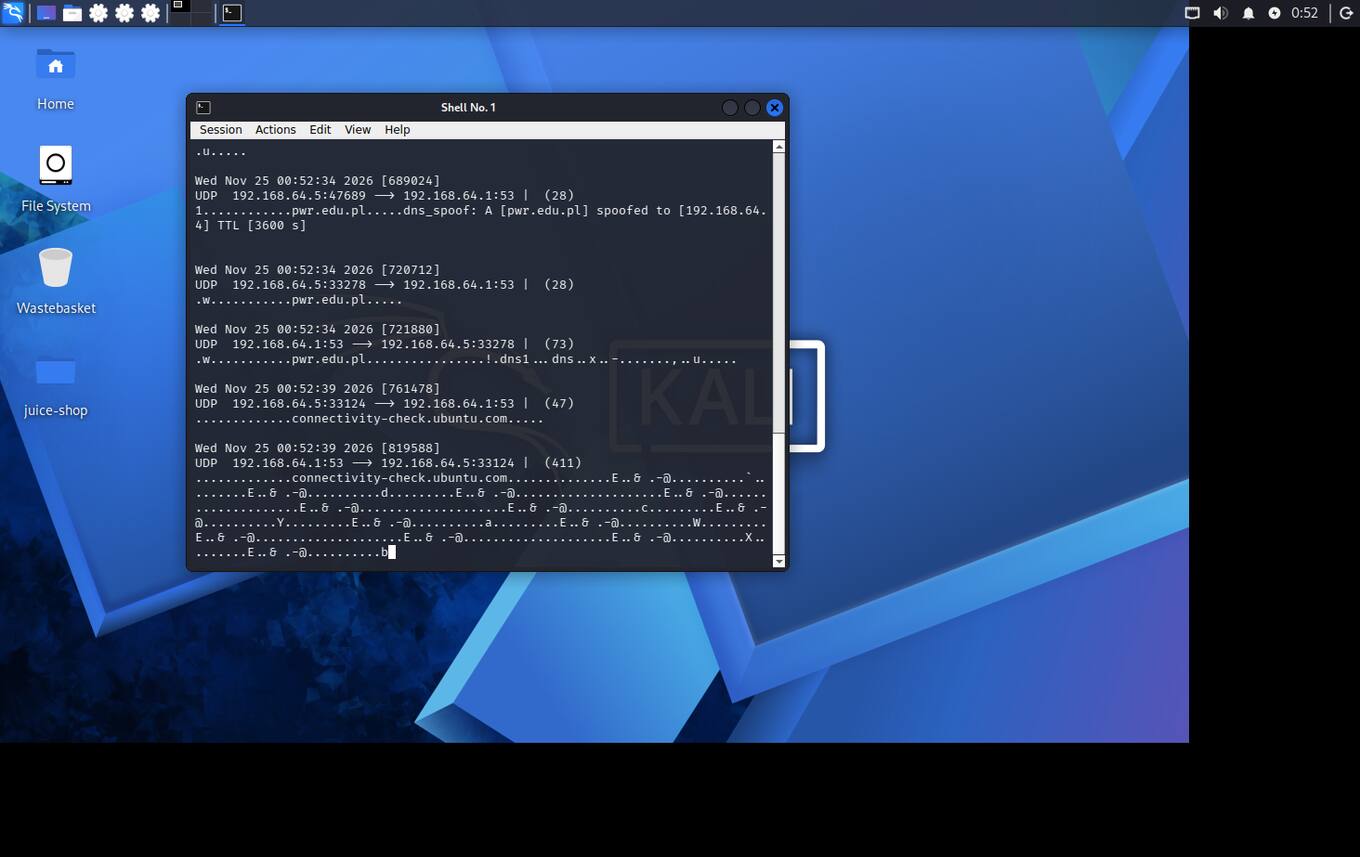 0:52
Home
File System
Wastebasket
juice-shop
Shell No. 1
Session Actions Edit View Help
.u.....
Wed Nov 25 00:52:34 2026 [689024]
UDP  192.168.64.5:47689 --> 192.168.64.1:53 |  (28)
1............pwr.edu.pl.....dns_spoof: A [pwr.edu.pl] spoofed to [192.168.64.
4] TTL [3600 s]
Wed Nov 25 00:52:34 2026 [720712]
UDP  192.168.64.5:33278 --> 192.168.64.1:53 |  (28)
.w...........pwr.edu.pl.....
Wed Nov 25 00:52:34 2026 [721880]
UDP  192.168.64.1:53 --> 192.168.64.5:33278 |  (73)
.w...........pwr.edu.pl................!.dns1...dns..x..-.......,..u.....
Wed Nov 25 00:52:39 2026 [761478]
UDP  192.168.64.5:33124 --> 192.168.64.1:53 |  (47)
.............connectivity-check.ubuntu.com.....
Wed Nov 25 00:52:39 2026 [819588]
UDP  192.168.64.1:53 --> 192.168.64.5:33124 |  (411)
.............connectivity-check.ubuntu.com..............E..& .-@..........`..
.......E..& .-@..........d.........E..& .-@....................E..& .-@......
..............E..& .-@....................E..& .-@..........c.........E..& .-
@..........Y.........E..& .-@..........a.........E..& .-@..........W.........
E..& .-@....................E..& .-@....................E..& .-@..........X..
.......E..& .-@..........b
KALI